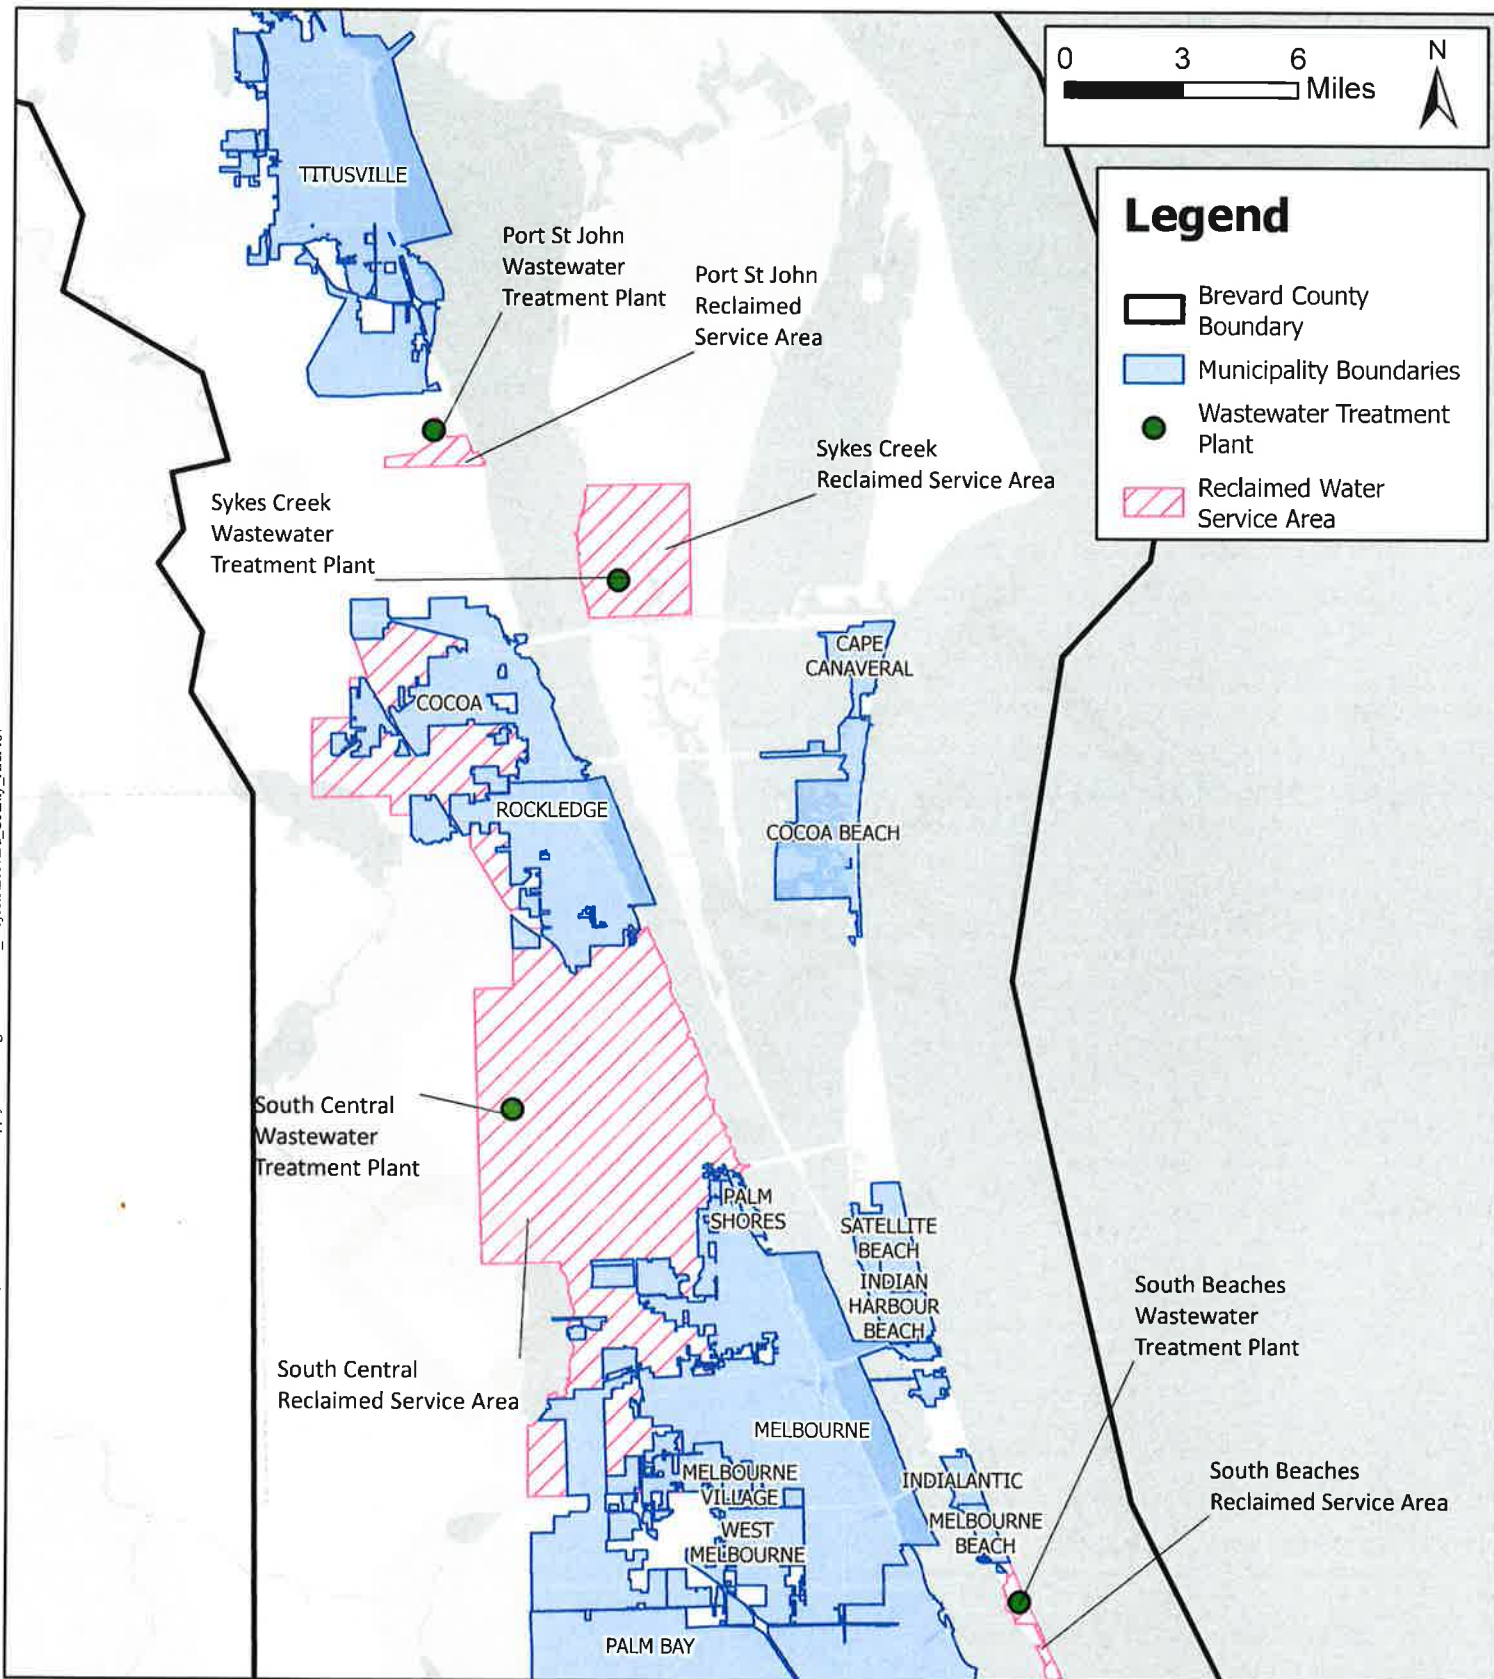 0 3 6
Miles
N
Legend
Brevard County
Boundary
Municipality Boundaries
Wastewater Treatment
Plant
Reclaimed Water
Service Area
TITUSVILLE
Port St John
Wastewater
Treatment Plant
Port St John
Reclaimed
Service Area
Sykes Creek
Reclaimed Service Area
Sykes Creek
Wastewater
Treatment Plant
CAPE
CANAVERAL
COCOA
ROCKLEDGE
COCOA BEACH
South Central
Wastewater
Treatment Plant
PALM
SHORES
SATELLITE
BEACH
INDIAN
HARBOUR
BEACH
South Beaches
Wastewater
Treatment Plant
South Central
Reclaimed Service Area
MELBOURNE
MELBOURNE
VILLAGE
INDIALANTIC
South Beaches
Reclaimed Service Area
WEST
MELBOURNE
MELBOURNE
BEACH
PALM BAY